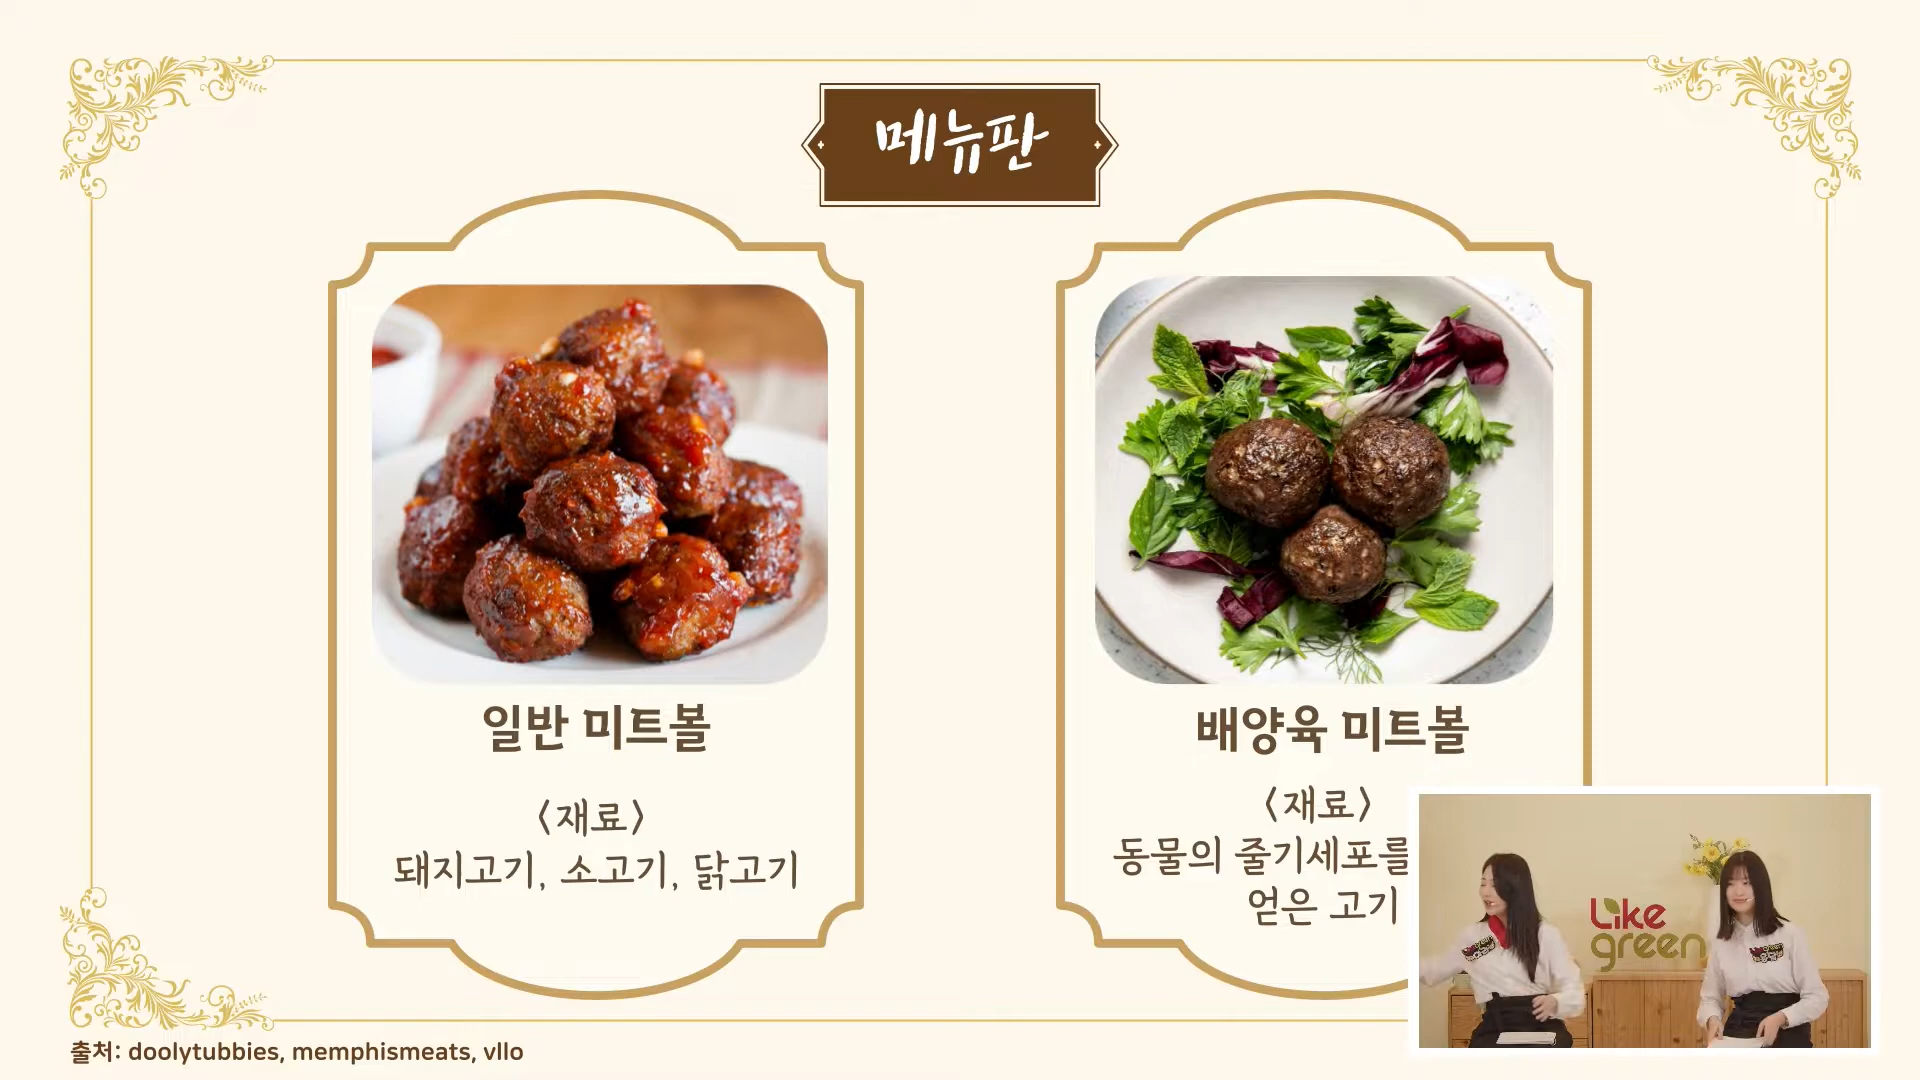 메뉴판
일반 미트볼
〈재료〉
돼지고기, 소고기, 닭고기
배양육 미트볼
〈재료〉
동물의 줄기세포를
얻은 고기
Like
green
출처: doolytubbies, memphismeats, vllo